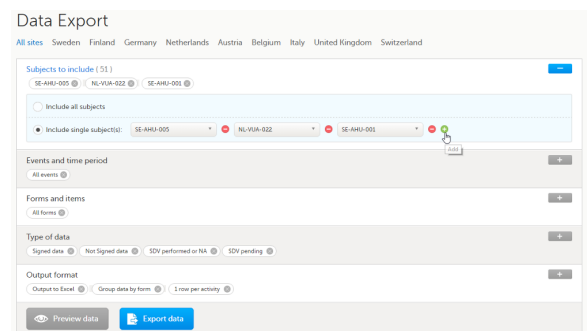 Data Export
All sites Sweden Finland Germany Netherlands Austria Belgium Italy United Kingdom Switzerland
Subjects to include ( 51 )
SE-AHU-005 NL-VUA-022 SE-AHU-001
Include all subjects
Include single subject(s): SE-AHU-005 NL-VUA-022 SE-AHU-001
Add
Events and time period
All events
Forms and items
All forms
Type of data
Signed data Not Signed data SDV performed or NA SDV pending
Output format
Output to Excel Group data by form 1 row per activity
Preview data Export data